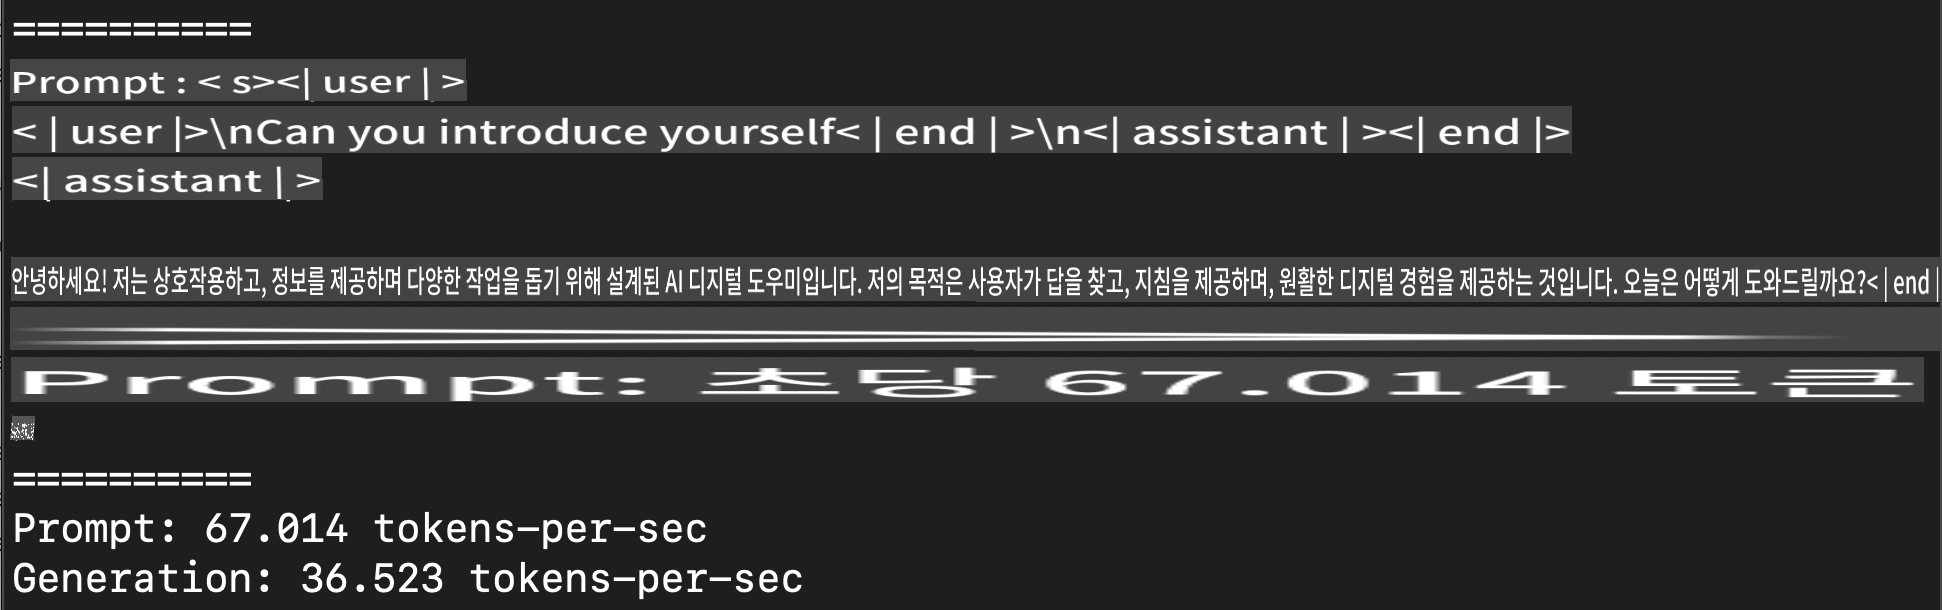 ==========
Prompt : < s><| user | >
< | user |>\nCan you introduce yourself< | end | >\n<| assistant | ><| end |>
<| assistant | >
안녕하세요! 저는 상호작용하고, 정보를 제공하며 다양한 작업을 돕기 위해 설계된 AI 디지털 도우미입니다. 저의 목적은 사용자가 답을 찾고, 지침을 제공하며, 원활한 디지털 경험을 제공하는 것입니다. 오늘은 어떻게 도와드릴까요?< | end |
Prompt: 초당 67.014 토큰
==========
Prompt: 67.014 tokens-per-sec
Generation: 36.523 tokens-per-sec